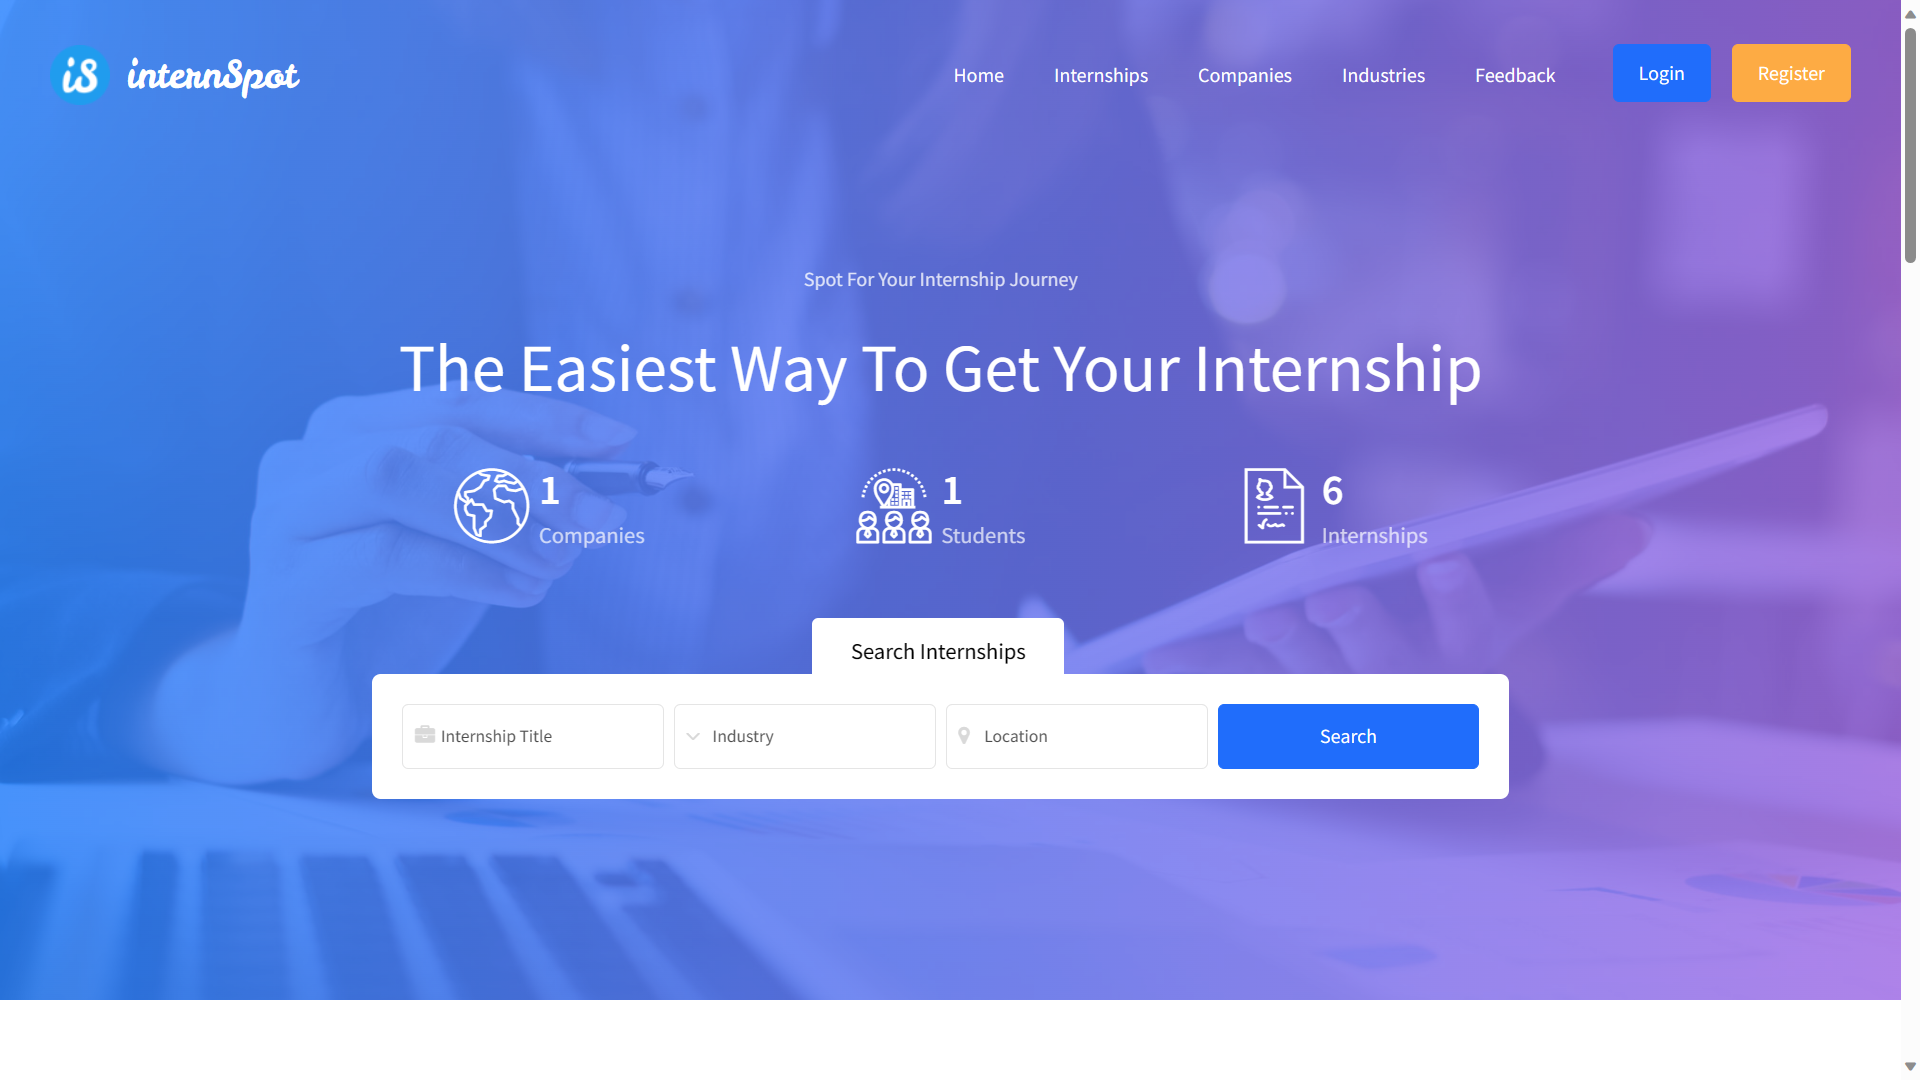 iS internSpot
Home Internships Companies Industries Feedback Login Register
Spot For Your Internship Journey
The Easiest Way To Get Your Internship
1
Companies
1
Students
6
Internships
Search Internships
Internship Title Industry Location Search